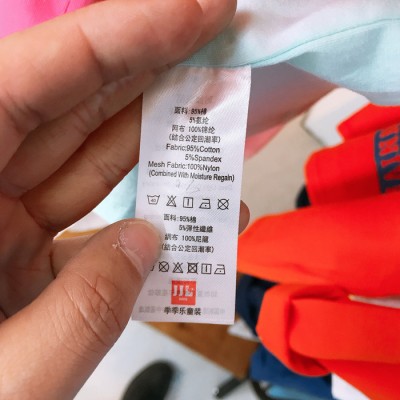 面料:95%棉
5%氨纶
网布 100%锦纶
(结合公定回潮率)
Fabric:95%Cotton
5%Spandex
Mesh Fabric:100%Nylon
(Combined With Moisture Regain)
面料:95%棉
5%彈性纖維
網布 100%尼龍
(結合公定回潮率)
季季乐童装